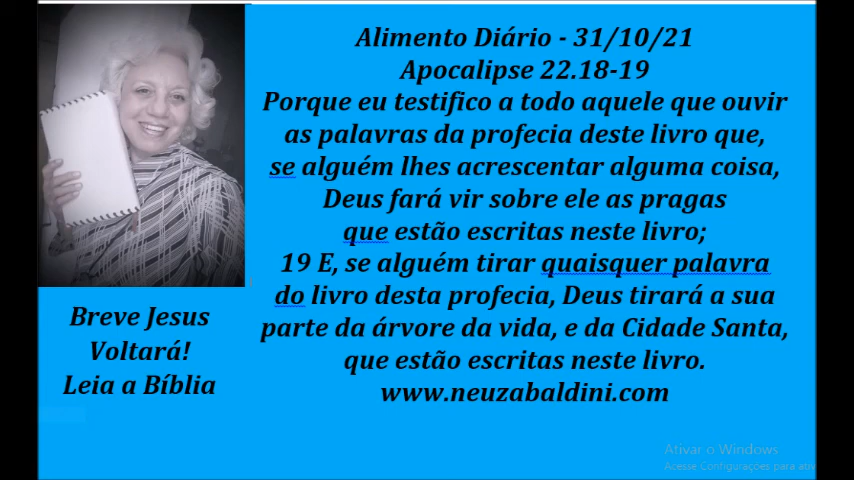 Alimento Diário - 31/10/21
Apocalipse 22.18-19
Porque eu testifico a todo aquele que ouvir
as palavras da profecia deste livro que,
se alguém lhes acrescentar alguma coisa,
Deus fará vir sobre ele as pragas
que estão escritas neste livro;
19 E, se alguém tirar quaisquer palavra
do livro desta profecia, Deus tirará a sua
parte da árvore da vida, e da Cidade Santa,
que estão escritas neste livro.
www.neuzabaldini.com
Breve Jesus
Voltará!
Leia a Bíblia
Ativar o Windows
Acesse Configurações para ativ